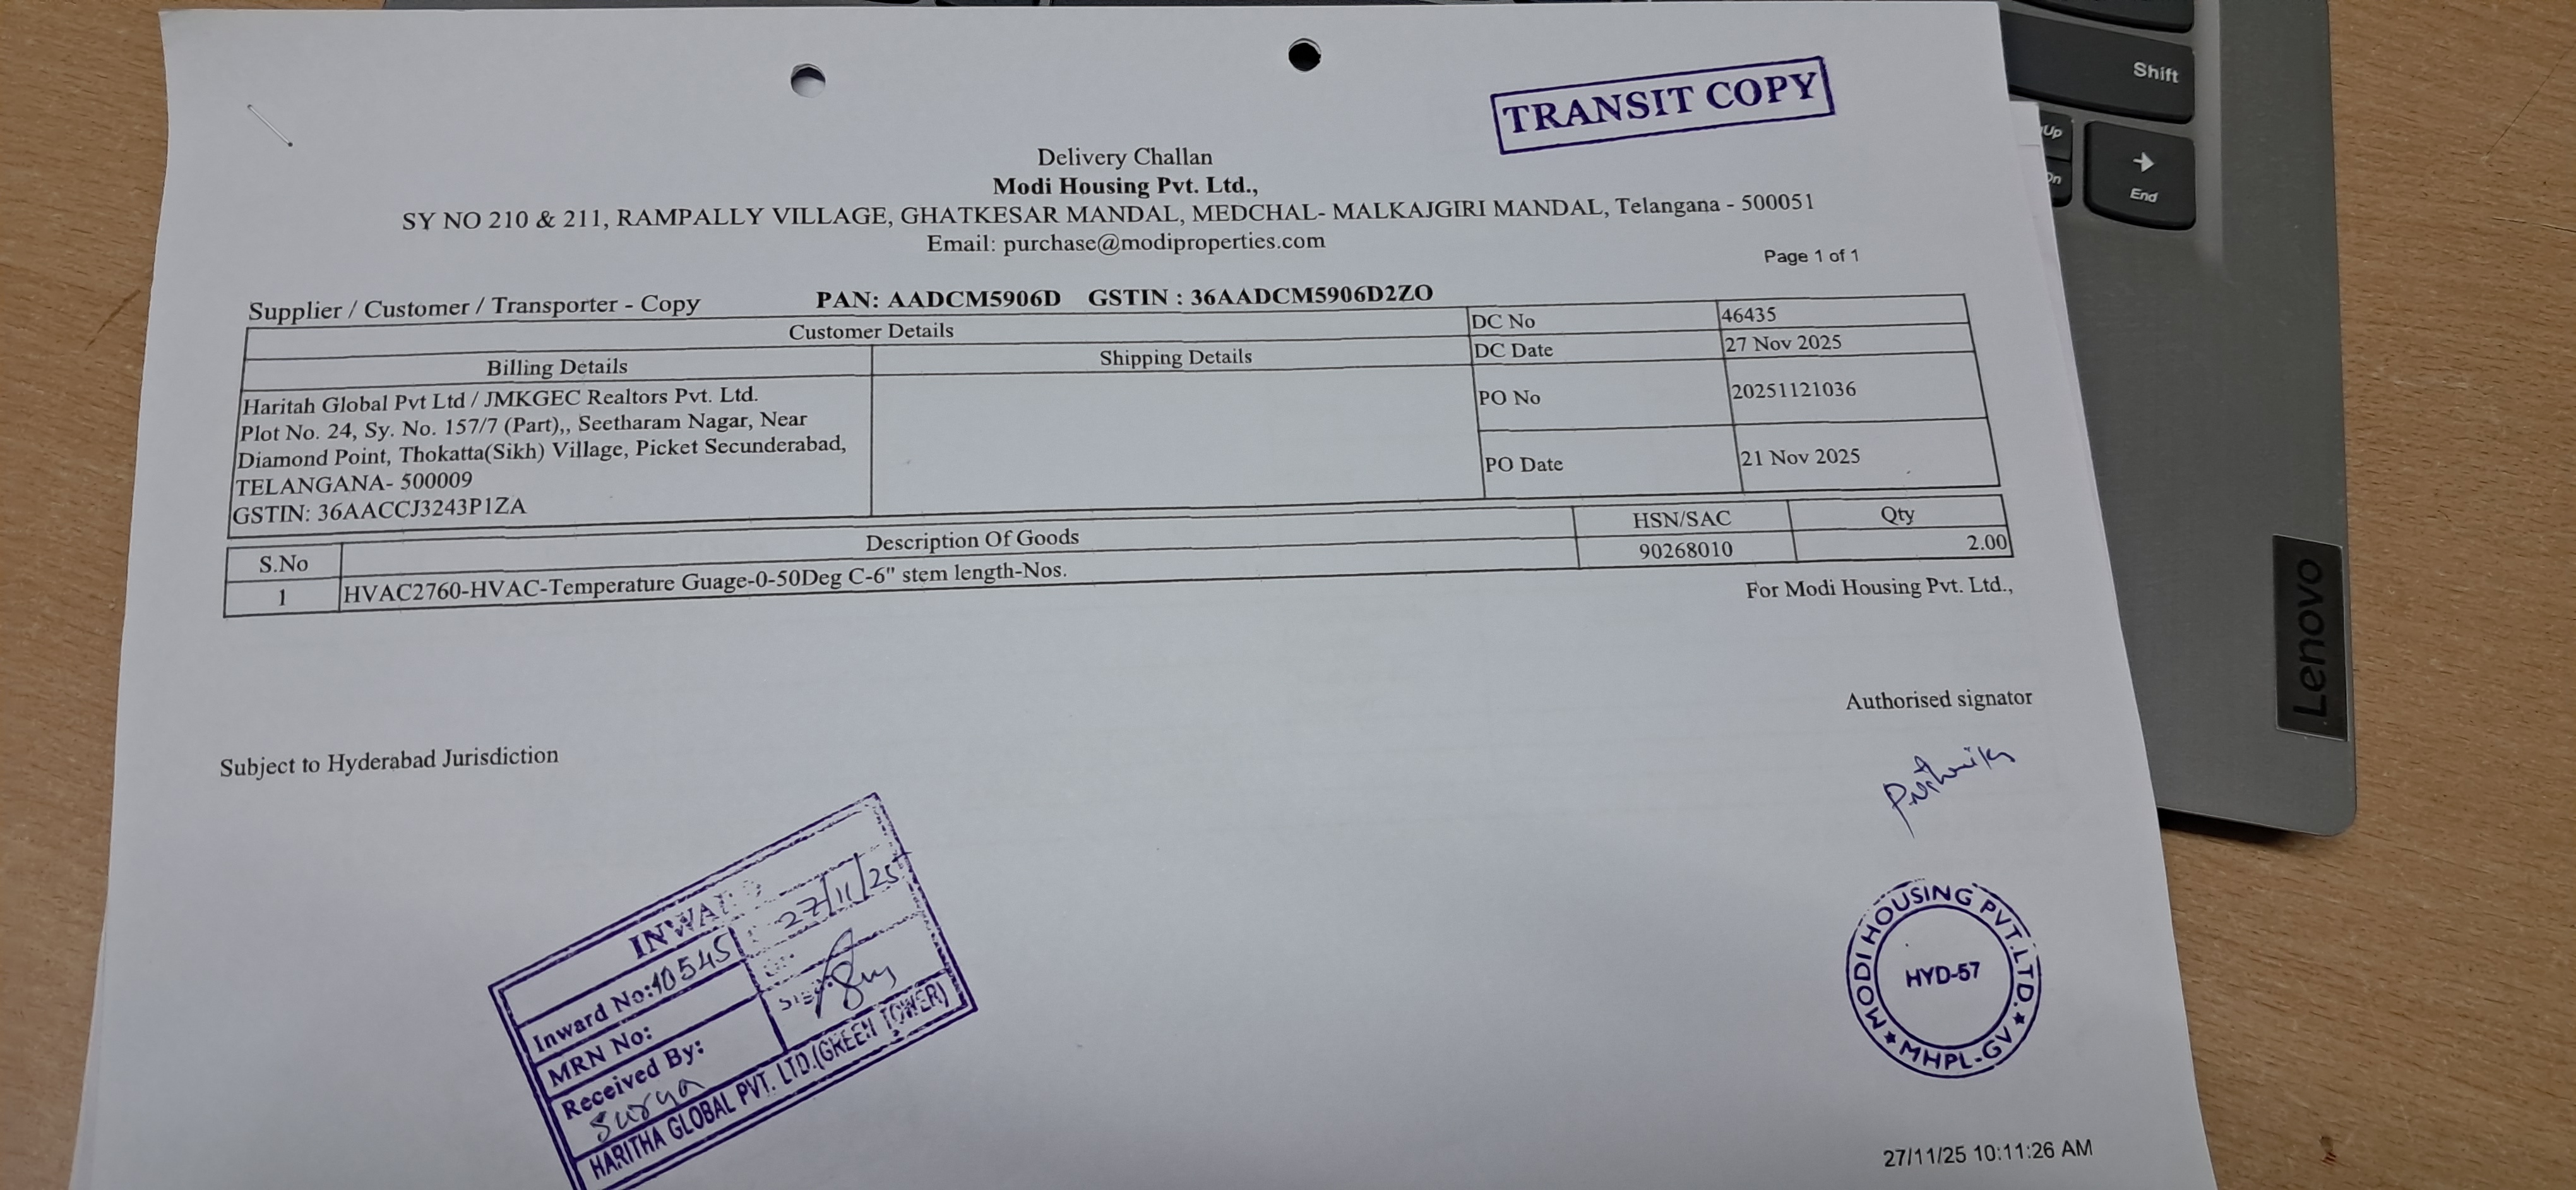 TRANSIT COPY
Delivery Challan
Modi Housing Pvt. Ltd.,
SY NO 210 & 211, RAMPALLY VILLAGE, GHATKESAR MANDAL, MEDCHAL- MALKAJGIRI MANDAL, Telangana - 500051
Email: purchase@modiproperties.com
Page 1 of 1
Supplier / Customer / Transporter - Copy
PAN: AADCM5906D GSTIN : 36AADCM5906D2ZO
Customer Details
Billing Details
Shipping Details
Haritah Global Pvt Ltd / JMKGEC Realtors Pvt. Ltd.
Plot No. 24, Sy. No. 157/7 (Part),, Seetharam Nagar, Near
Diamond Point, Thokatta(Sikh) Village, Picket Secunderabad,
TELANGANA- 500009
GSTIN: 36AACCJ3243P1ZA
DC No 46435
DC Date 27 Nov 2025
PO No 20251121036
PO Date 21 Nov 2025
S.No Description Of Goods HSN/SAC Qty
1 HVAC2760-HVAC-Temperature Guage-0-50Deg C-6" stem length-Nos. 90268010 2.00
For Modi Housing Pvt. Ltd.,
Authorised signator
Subject to Hyderabad Jurisdiction
Inward No: 10545 27/11/25
MRN No:
Received By:
Surya
HARITHA GLOBAL PVT. LTD.(GREEN TOWER)
MODI HOUSING PVT.LTD.
HYD-57
MHPL-GV
27/11/25 10:11:26 AM
Shift
Up
End
Lenovo